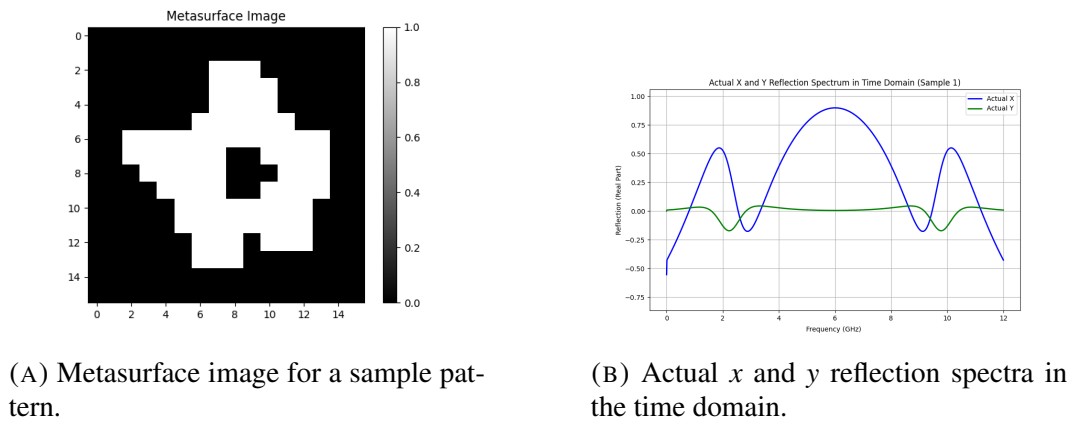 Metasurface Image
0
2
4
6
8
10
12
14
0 2 4 6 8 10 12 14
1.0
0.8
0.6
0.4
0.2
0.0
Actual X and Y Reflection Spectrum in Time Domain (Sample 1)
Actual X
Actual Y
Reflection (Real Part)
1.00
0.75
0.50
0.25
0.00
−0.25
−0.50
−0.75
0 2 4 6 8 10 12
Frequency (GHz)
(A) Metasurface image for a sample pat-
tern.
(B) Actual x and y reflection spectra in
the time domain.